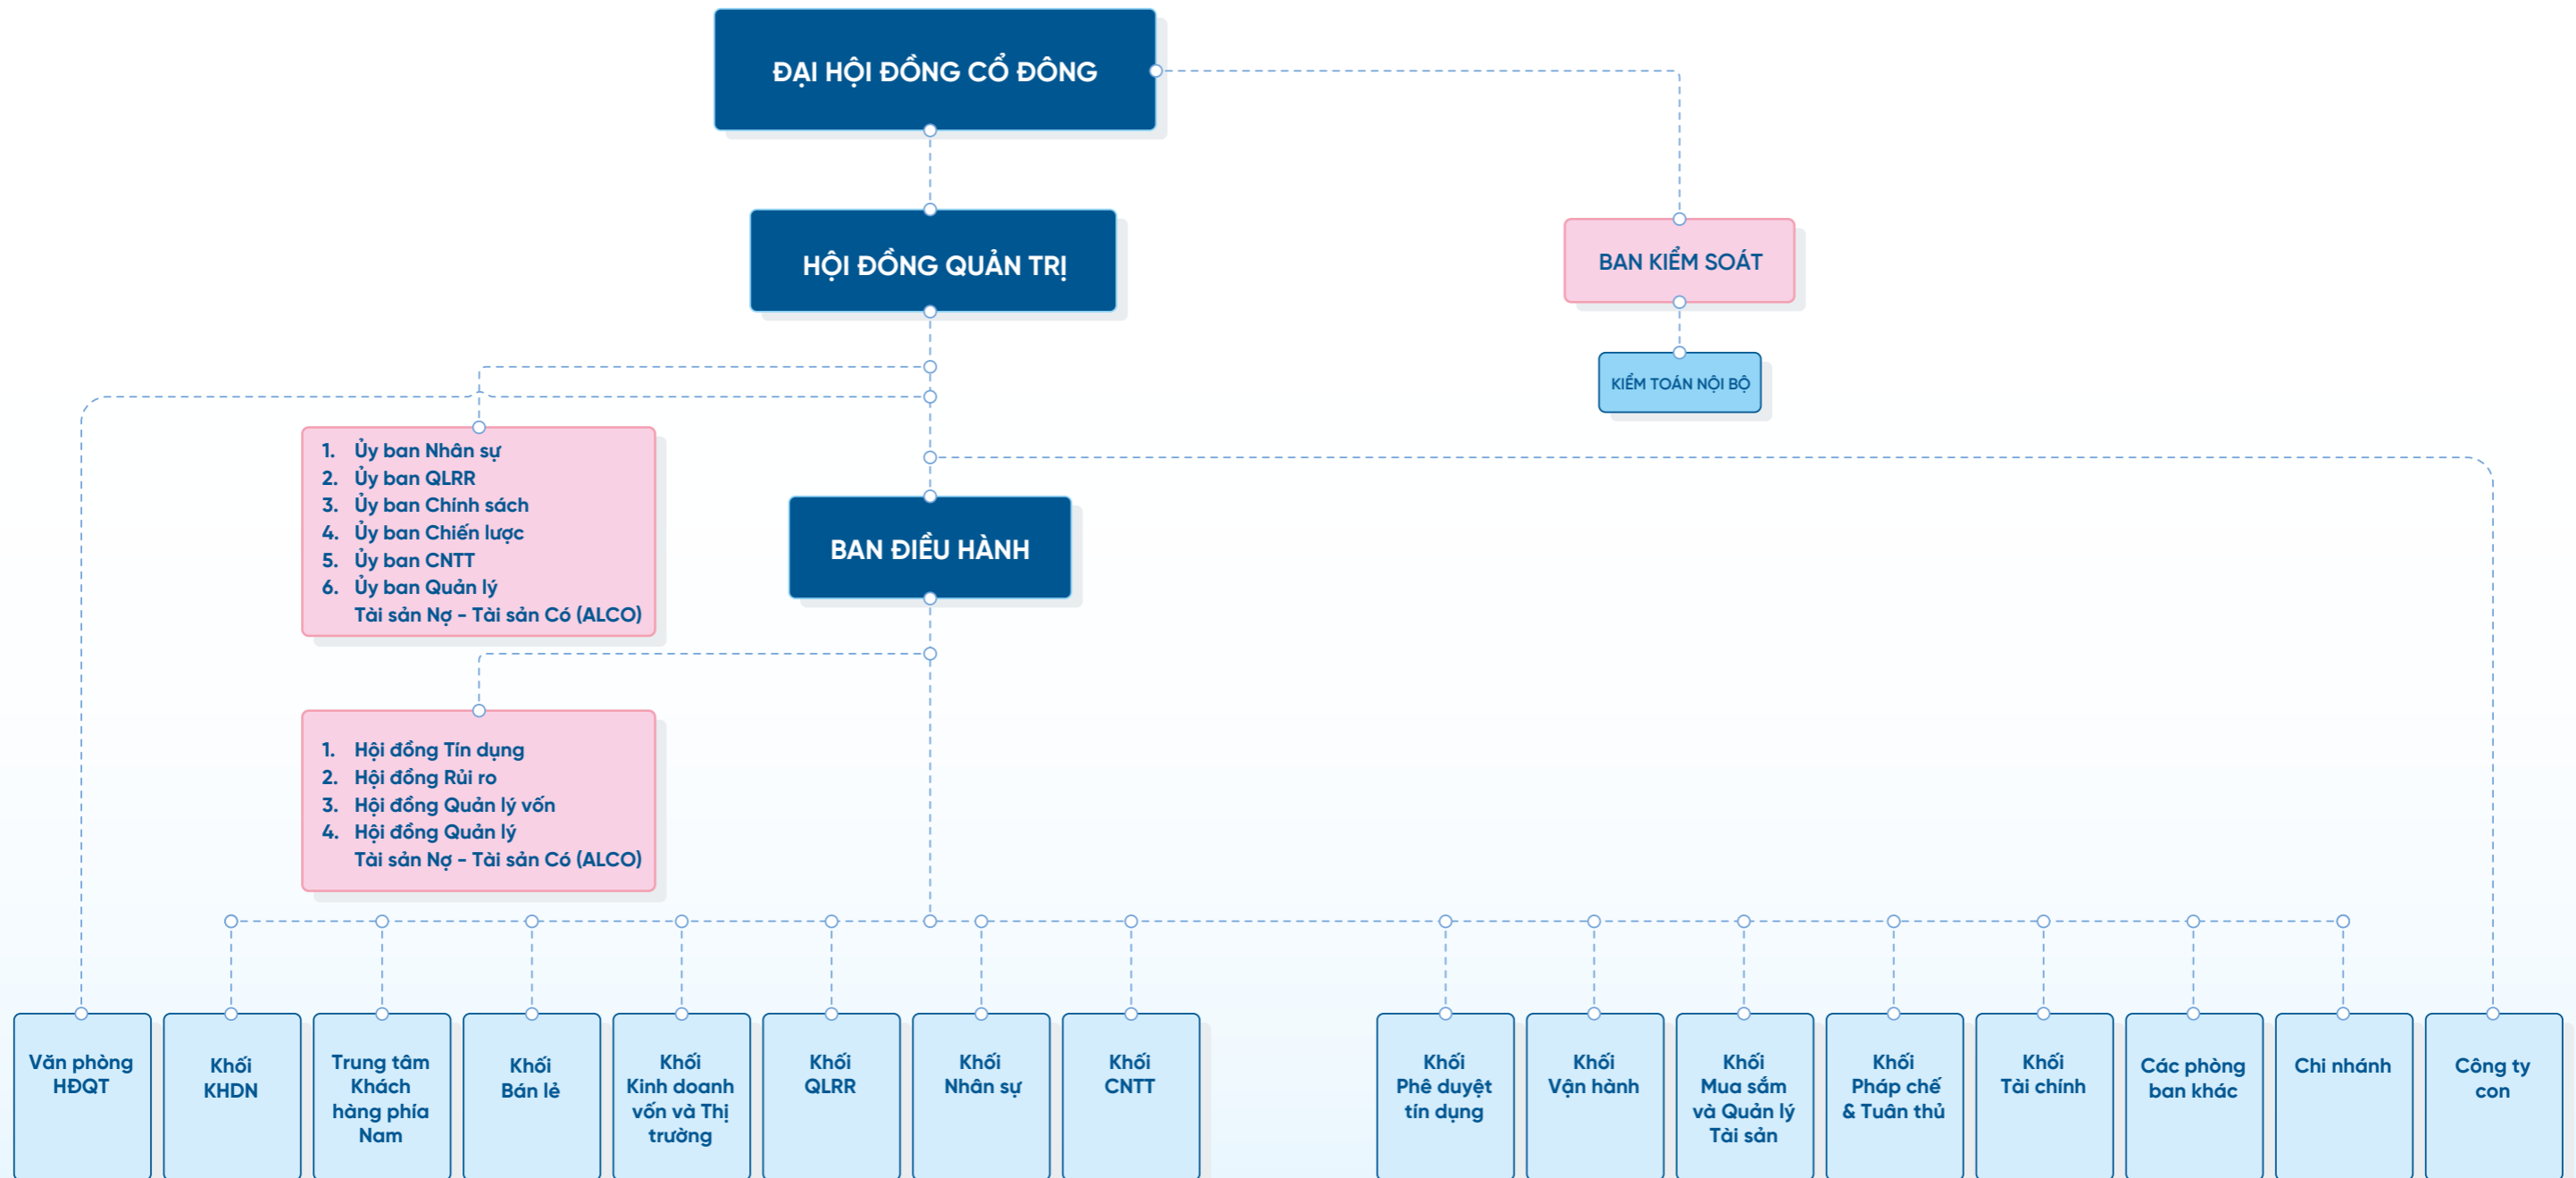 ĐẠI HỘI ĐỒNG CỔ ĐÔNG
HỘI ĐỒNG QUẢN TRỊ
BAN KIỂM SOÁT
KIỂM TOÁN NỘI BỘ
1. Ủy ban Nhân sự
2. Ủy ban QLRR
3. Ủy ban Chính sách
4. Ủy ban Chiến lược
5. Ủy ban CNTT
6. Ủy ban Quản lý
Tài sản Nợ - Tài sản Có (ALCO)
BAN ĐIỀU HÀNH
1. Hội đồng Tín dụng
2. Hội đồng Rủi ro
3. Hội đồng Quản lý vốn
4. Hội đồng Quản lý
Tài sản Nợ - Tài sản Có (ALCO)
Văn phòng
HĐQT
Khối
KHDN
Trung tâm
Khách
hàng phía
Nam
Khối
Bán lẻ
Khối
Kinh doanh
vốn và Thị
trường
Khối
QLRR
Khối
Nhân sự
Khối
CNTT
Khối
Phê duyệt
tín dụng
Khối
Vận hành
Khối
Mua sắm
và Quản lý
Tài sản
Khối
Pháp chế
& Tuân thủ
Khối
Tài chính
Các phòng
ban khác
Chi nhánh
Công ty
con